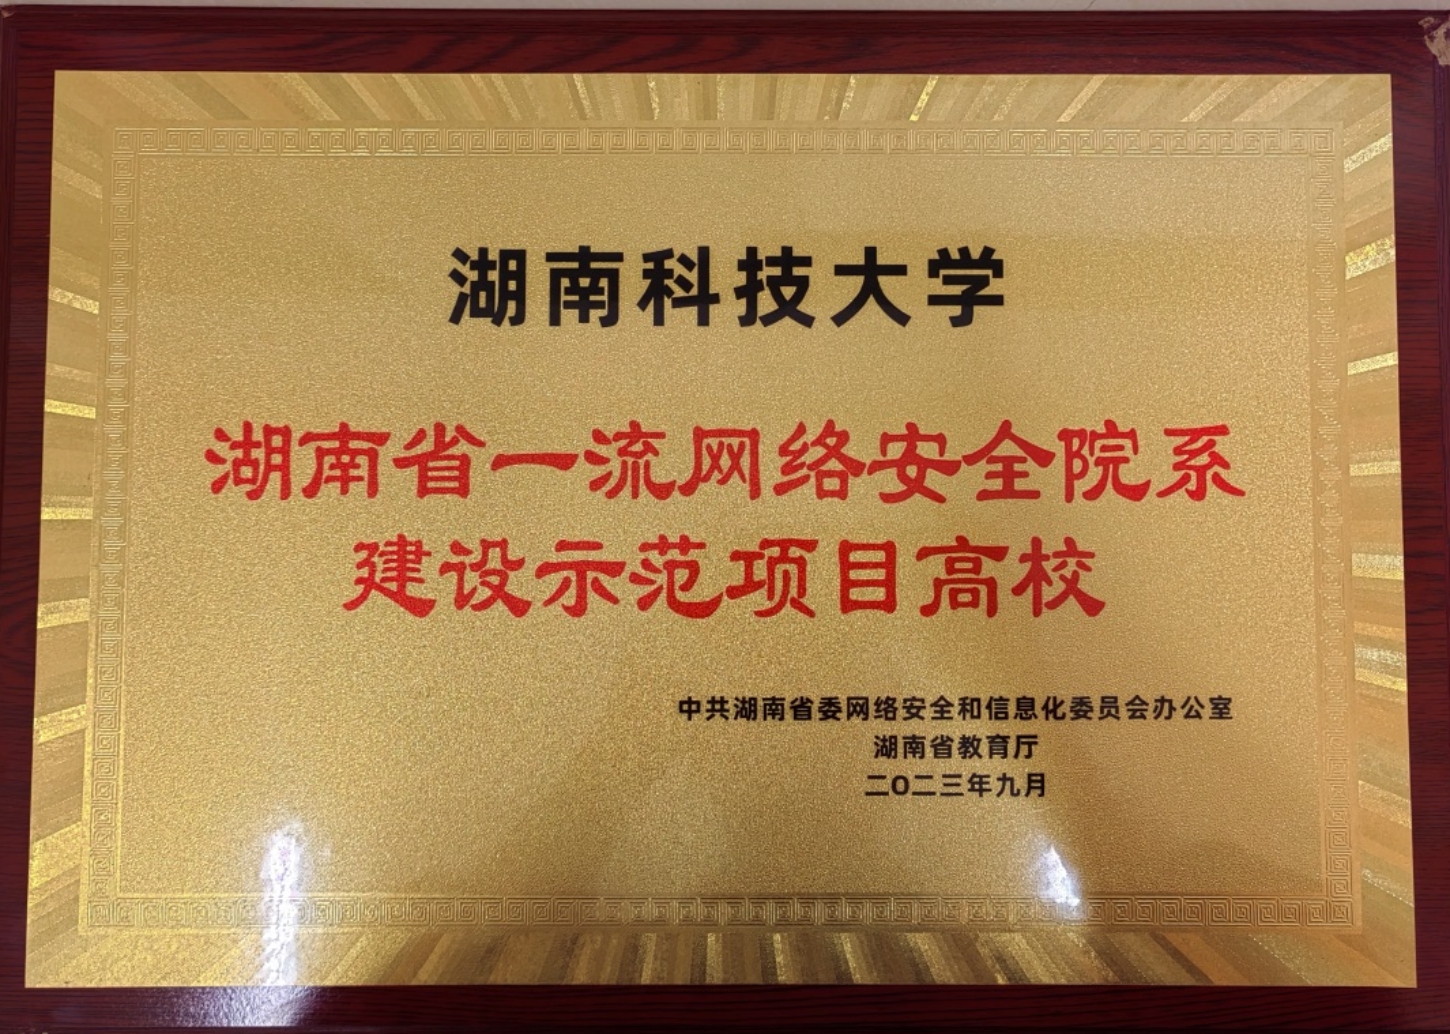 湖南科技大学
湖南省一流网络安全院系
建设示范项目高校
中共湖南省委网络安全和信息化委员会办公室
湖南省教育厅
二O二三年九月